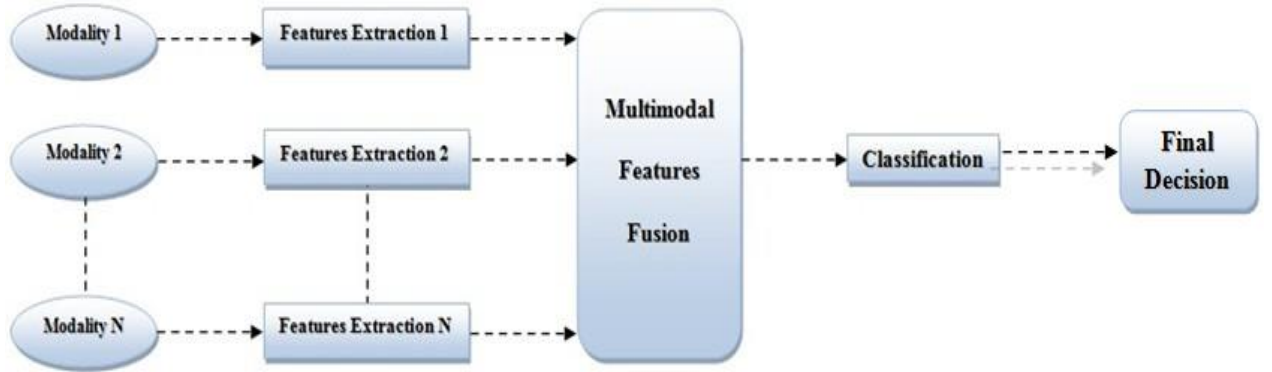 Modality 1
Features Extraction 1
Modality 2
Features Extraction 2
Modality N
Features Extraction N
Multimodal
Features
Fusion
Classification
Final
Decision